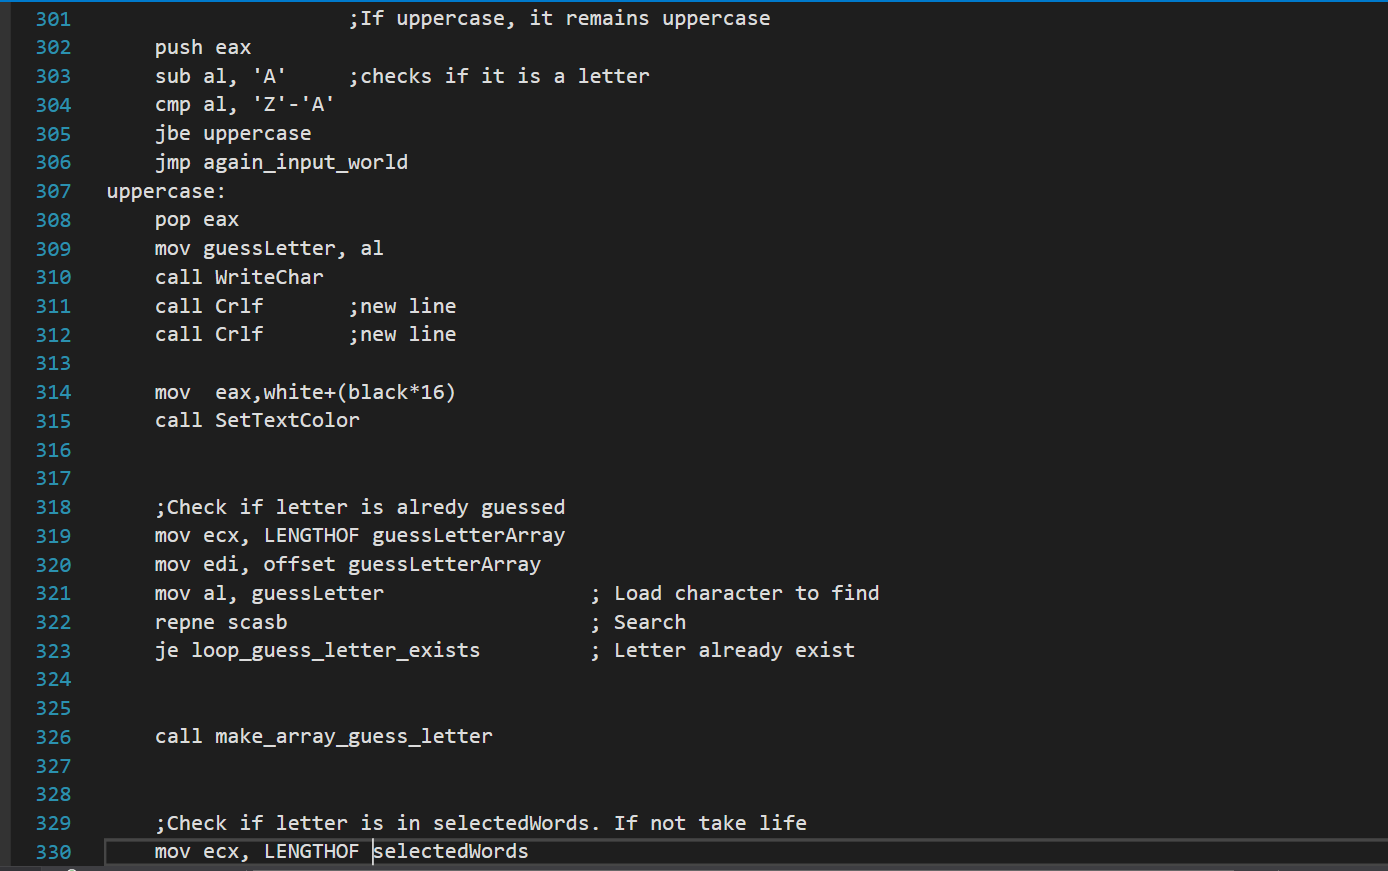 301                        ;If uppercase, it remains uppercase
302        push eax
303        sub al, 'A'     ;checks if it is a letter
304        cmp al, 'Z'-'A'
305        jbe uppercase
306        jmp again_input_world
307    uppercase:
308        pop eax
309        mov guessLetter, al
310        call WriteChar
311        call Crlf       ;new line
312        call Crlf       ;new line
313
314        mov  eax,white+(black*16)
315        call SetTextColor
316
317
318        ;Check if letter is alredy guessed
319        mov ecx, LENGTHOF guessLetterArray
320        mov edi, offset guessLetterArray
321        mov al, guessLetter                 ; Load character to find
322        repne scasb                         ; Search
323        je loop_guess_letter_exists         ; Letter already exist
324
325
326        call make_array_guess_letter
327
328
329        ;Check if letter is in selectedWords. If not take life
330        mov ecx, LENGTHOF selectedWords